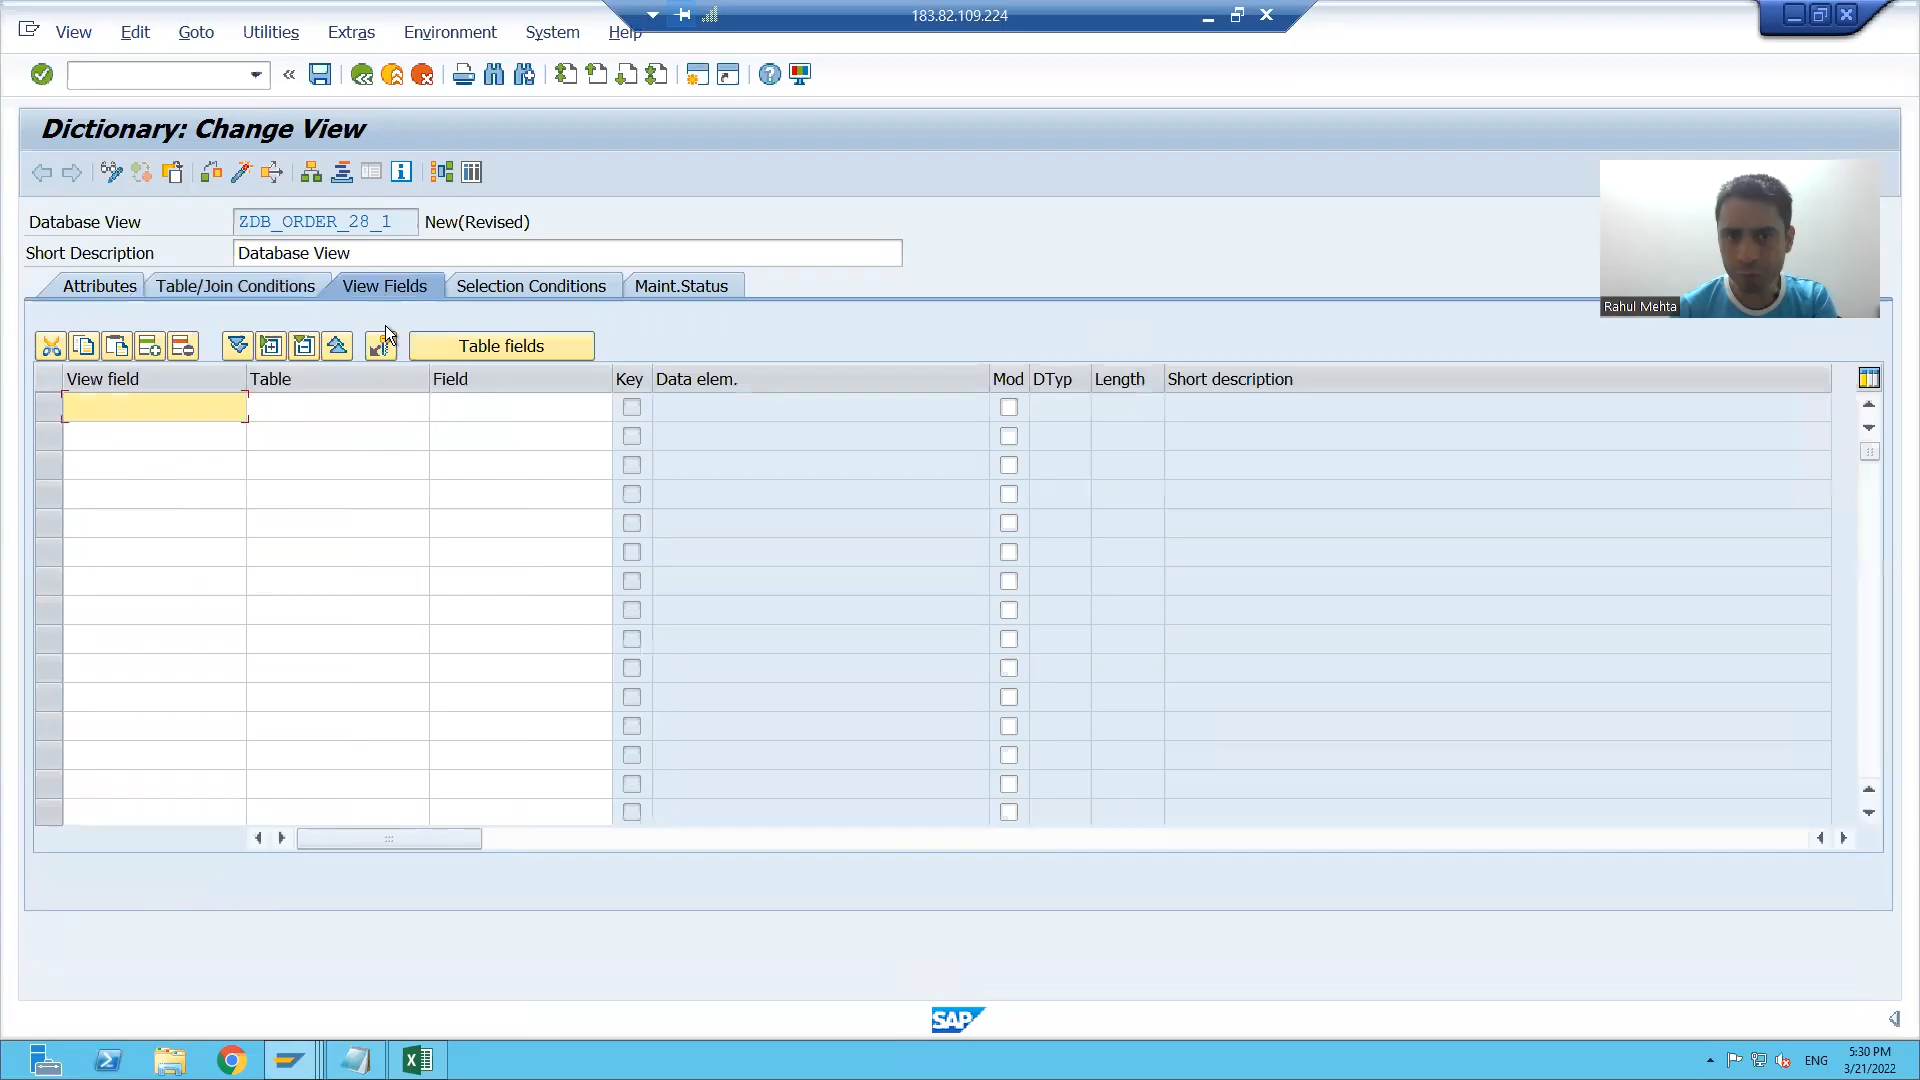 183.82.109.224
View Edit Goto Utilities Extras Environment System Help
Dictionary: Change View
Database View ZDB_ORDER_28_1 New(Revised)
Short Description Database View
Attributes Table/Join Conditions View Fields Selection Conditions Maint.Status
Rahul Mehta
Table fields
View field Table Field Key Data elem. Mod DTyp Length Short description
SAP
ENG
5:30 PM
3/21/2022